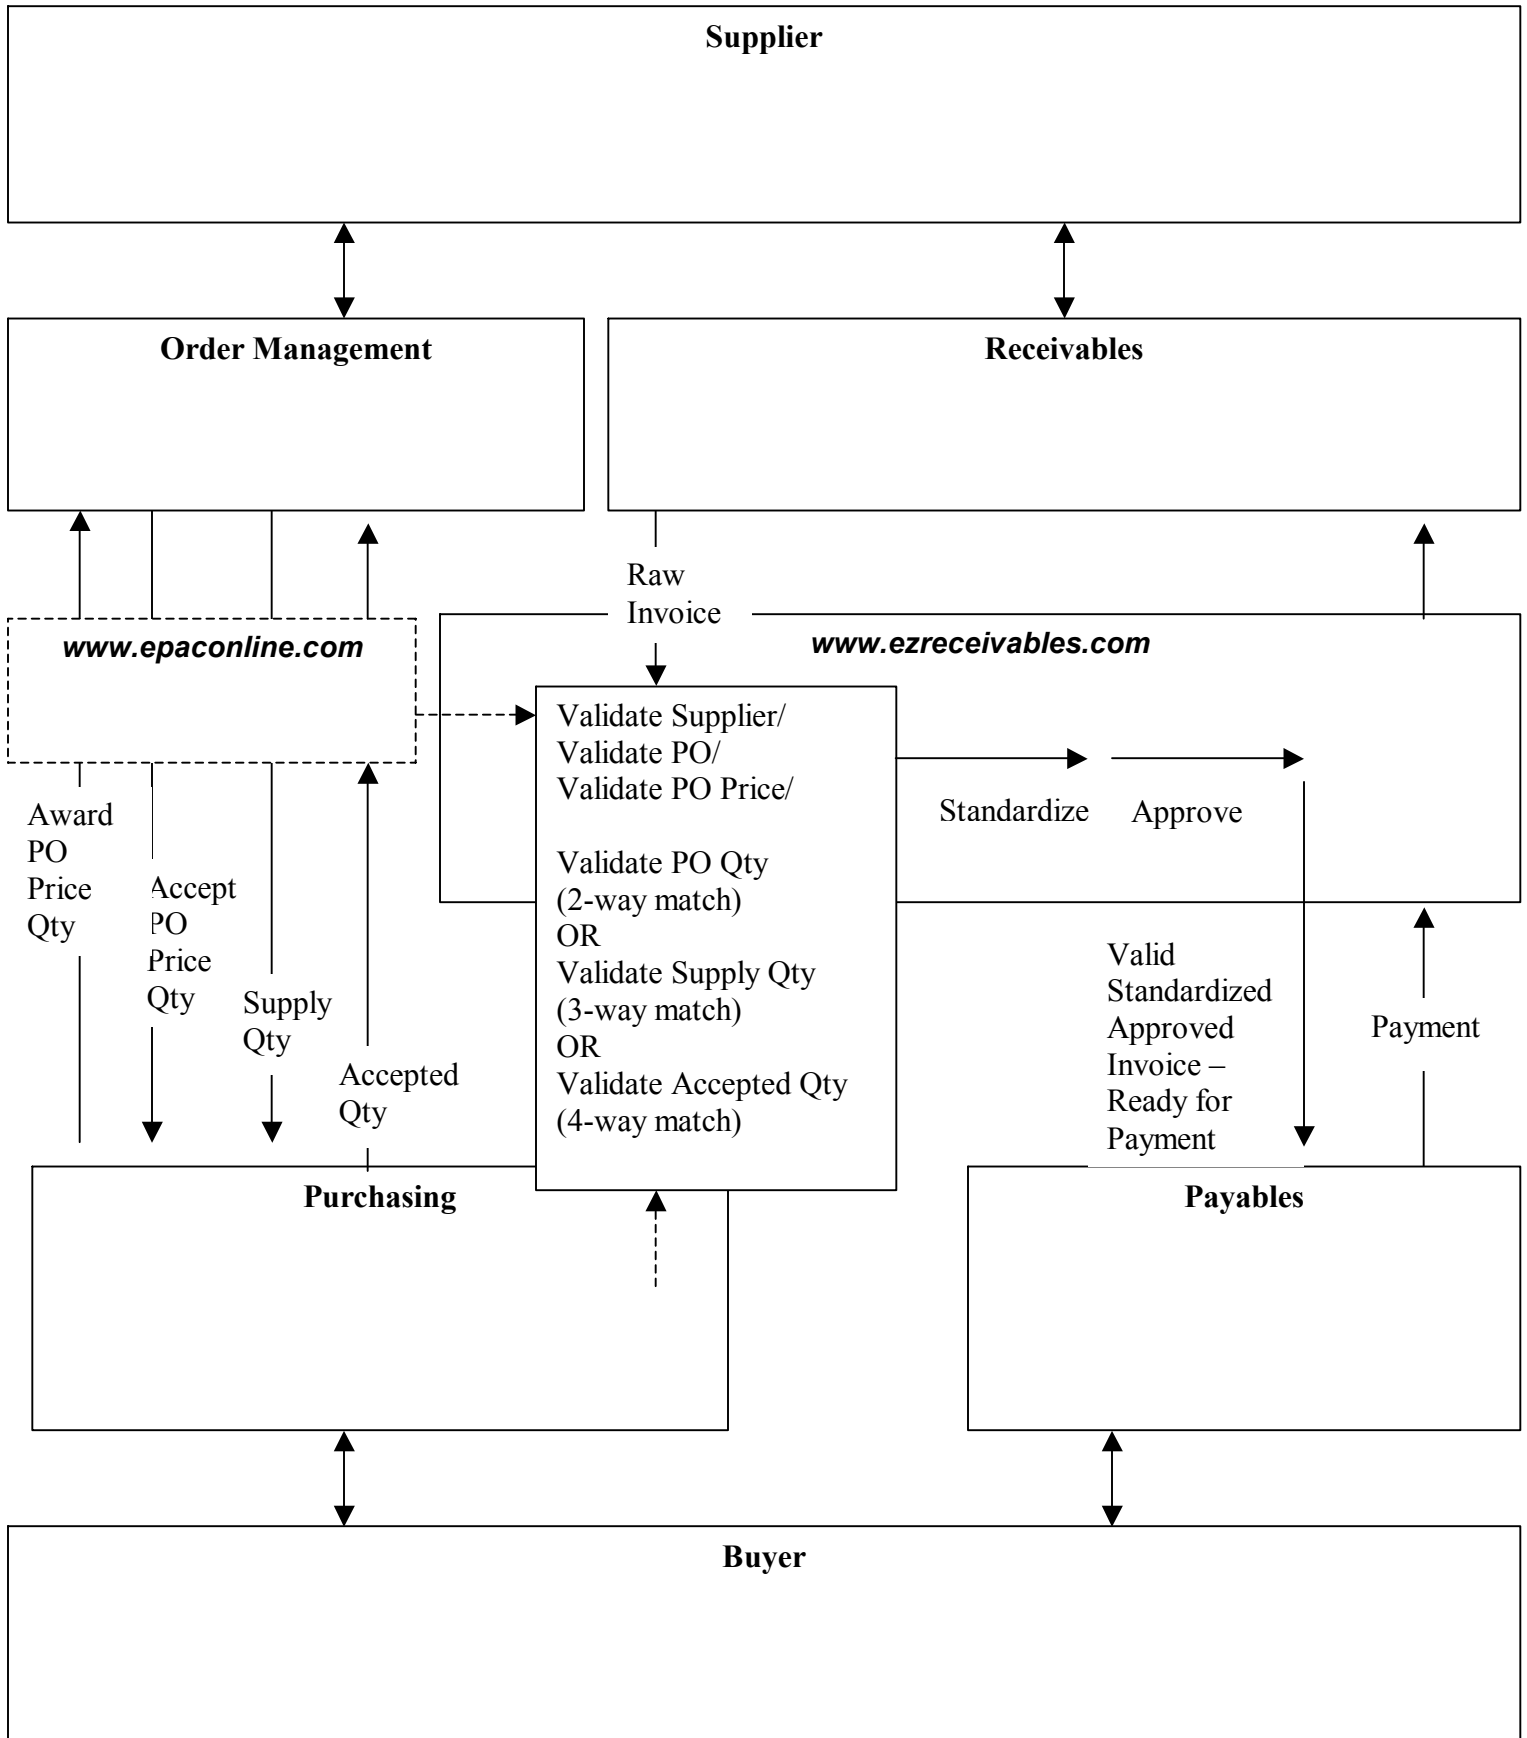 Supplier
Order Management
Receivables
Raw
Invoice
www.epaconline.com
www.ezreceivables.com
Validate Supplier/
Validate PO/
Validate PO Price/
Validate PO Qty
(2-way match)
OR
Validate Supply Qty
(3-way match)
OR
Validate Accepted Qty
(4-way match)
Standardize
Approve
Award
PO
Price
Qty
Accept
PO
Price
Qty
Supply
Qty
Accepted
Qty
Valid
Standardized
Approved
Invoice –
Ready for
Payment
Payment
Purchasing
Payables
Buyer